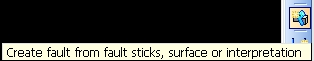 Create fault from fault sticks, surface or interpretation